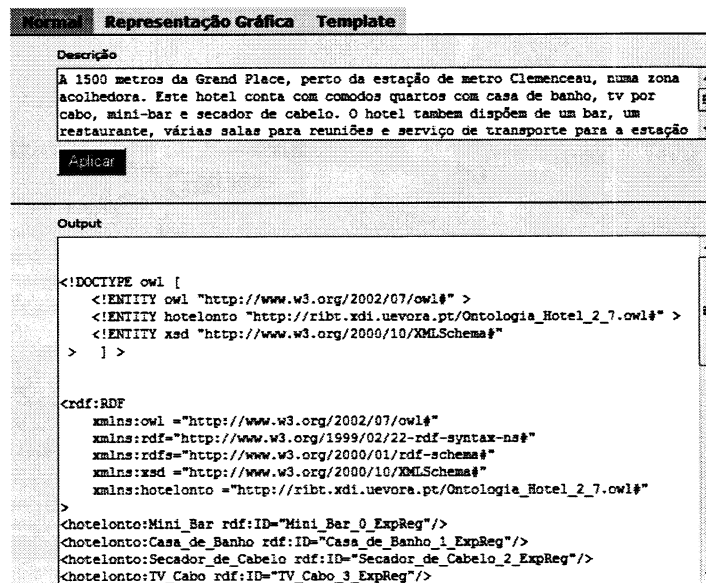 Normal Representação Gráfica Template
Descrição
A 1500 metros da Grand Place, perto da estação de metro Clemenceau, numa zona
acolhedora. Este hotel conta com comodos quartos com casa de banho, tv por
cabo, mini-bar e secador de cabelo. O hotel tambem dispõem de um bar, um
restaurante, várias salas para reuniões e serviço de transporte para a estação
Aplicar
Output
<!DOCTYPE owl [
<!ENTITY owl "http://www.w3.org/2002/07/owl#" >
<!ENTITY hotelonto "http://ribt.xdi.uevora.pt/Ontologia_Hotel_2_7.owl#" >
<!ENTITY xsd "http://www.w3.org/2000/10/XMLSchema#"
> ] >
<rdf:RDF
xmlns:owl ="http://www.w3.org/2002/07/owl#"
xmlns:rdf="http://www.w3.org/1999/02/22-rdf-syntax-ns#"
xmlns:rdfs="http://www.w3.org/2000/01/rdf-schema#"
xmlns:xsd ="http://www.w3.org/2000/10/XMLSchema#"
xmlns:hotelonto ="http://ribt.xdi.uevora.pt/Ontologia_Hotel_2_7.owl#"
>
<hotelonto:Mini_Bar rdf:ID="Mini_Bar_0_ExpReg"/>
<hotelonto:Casa_de_Banho rdf:ID="Casa_de_Banho_1_ExpReg"/>
<hotelonto:Secador_de_Cabelo rdf:ID="Secador_de_Cabelo_2_ExpReg"/>
<hotelonto:TV_Cabo rdf:ID="TV_Cabo_3_ExpReg"/>